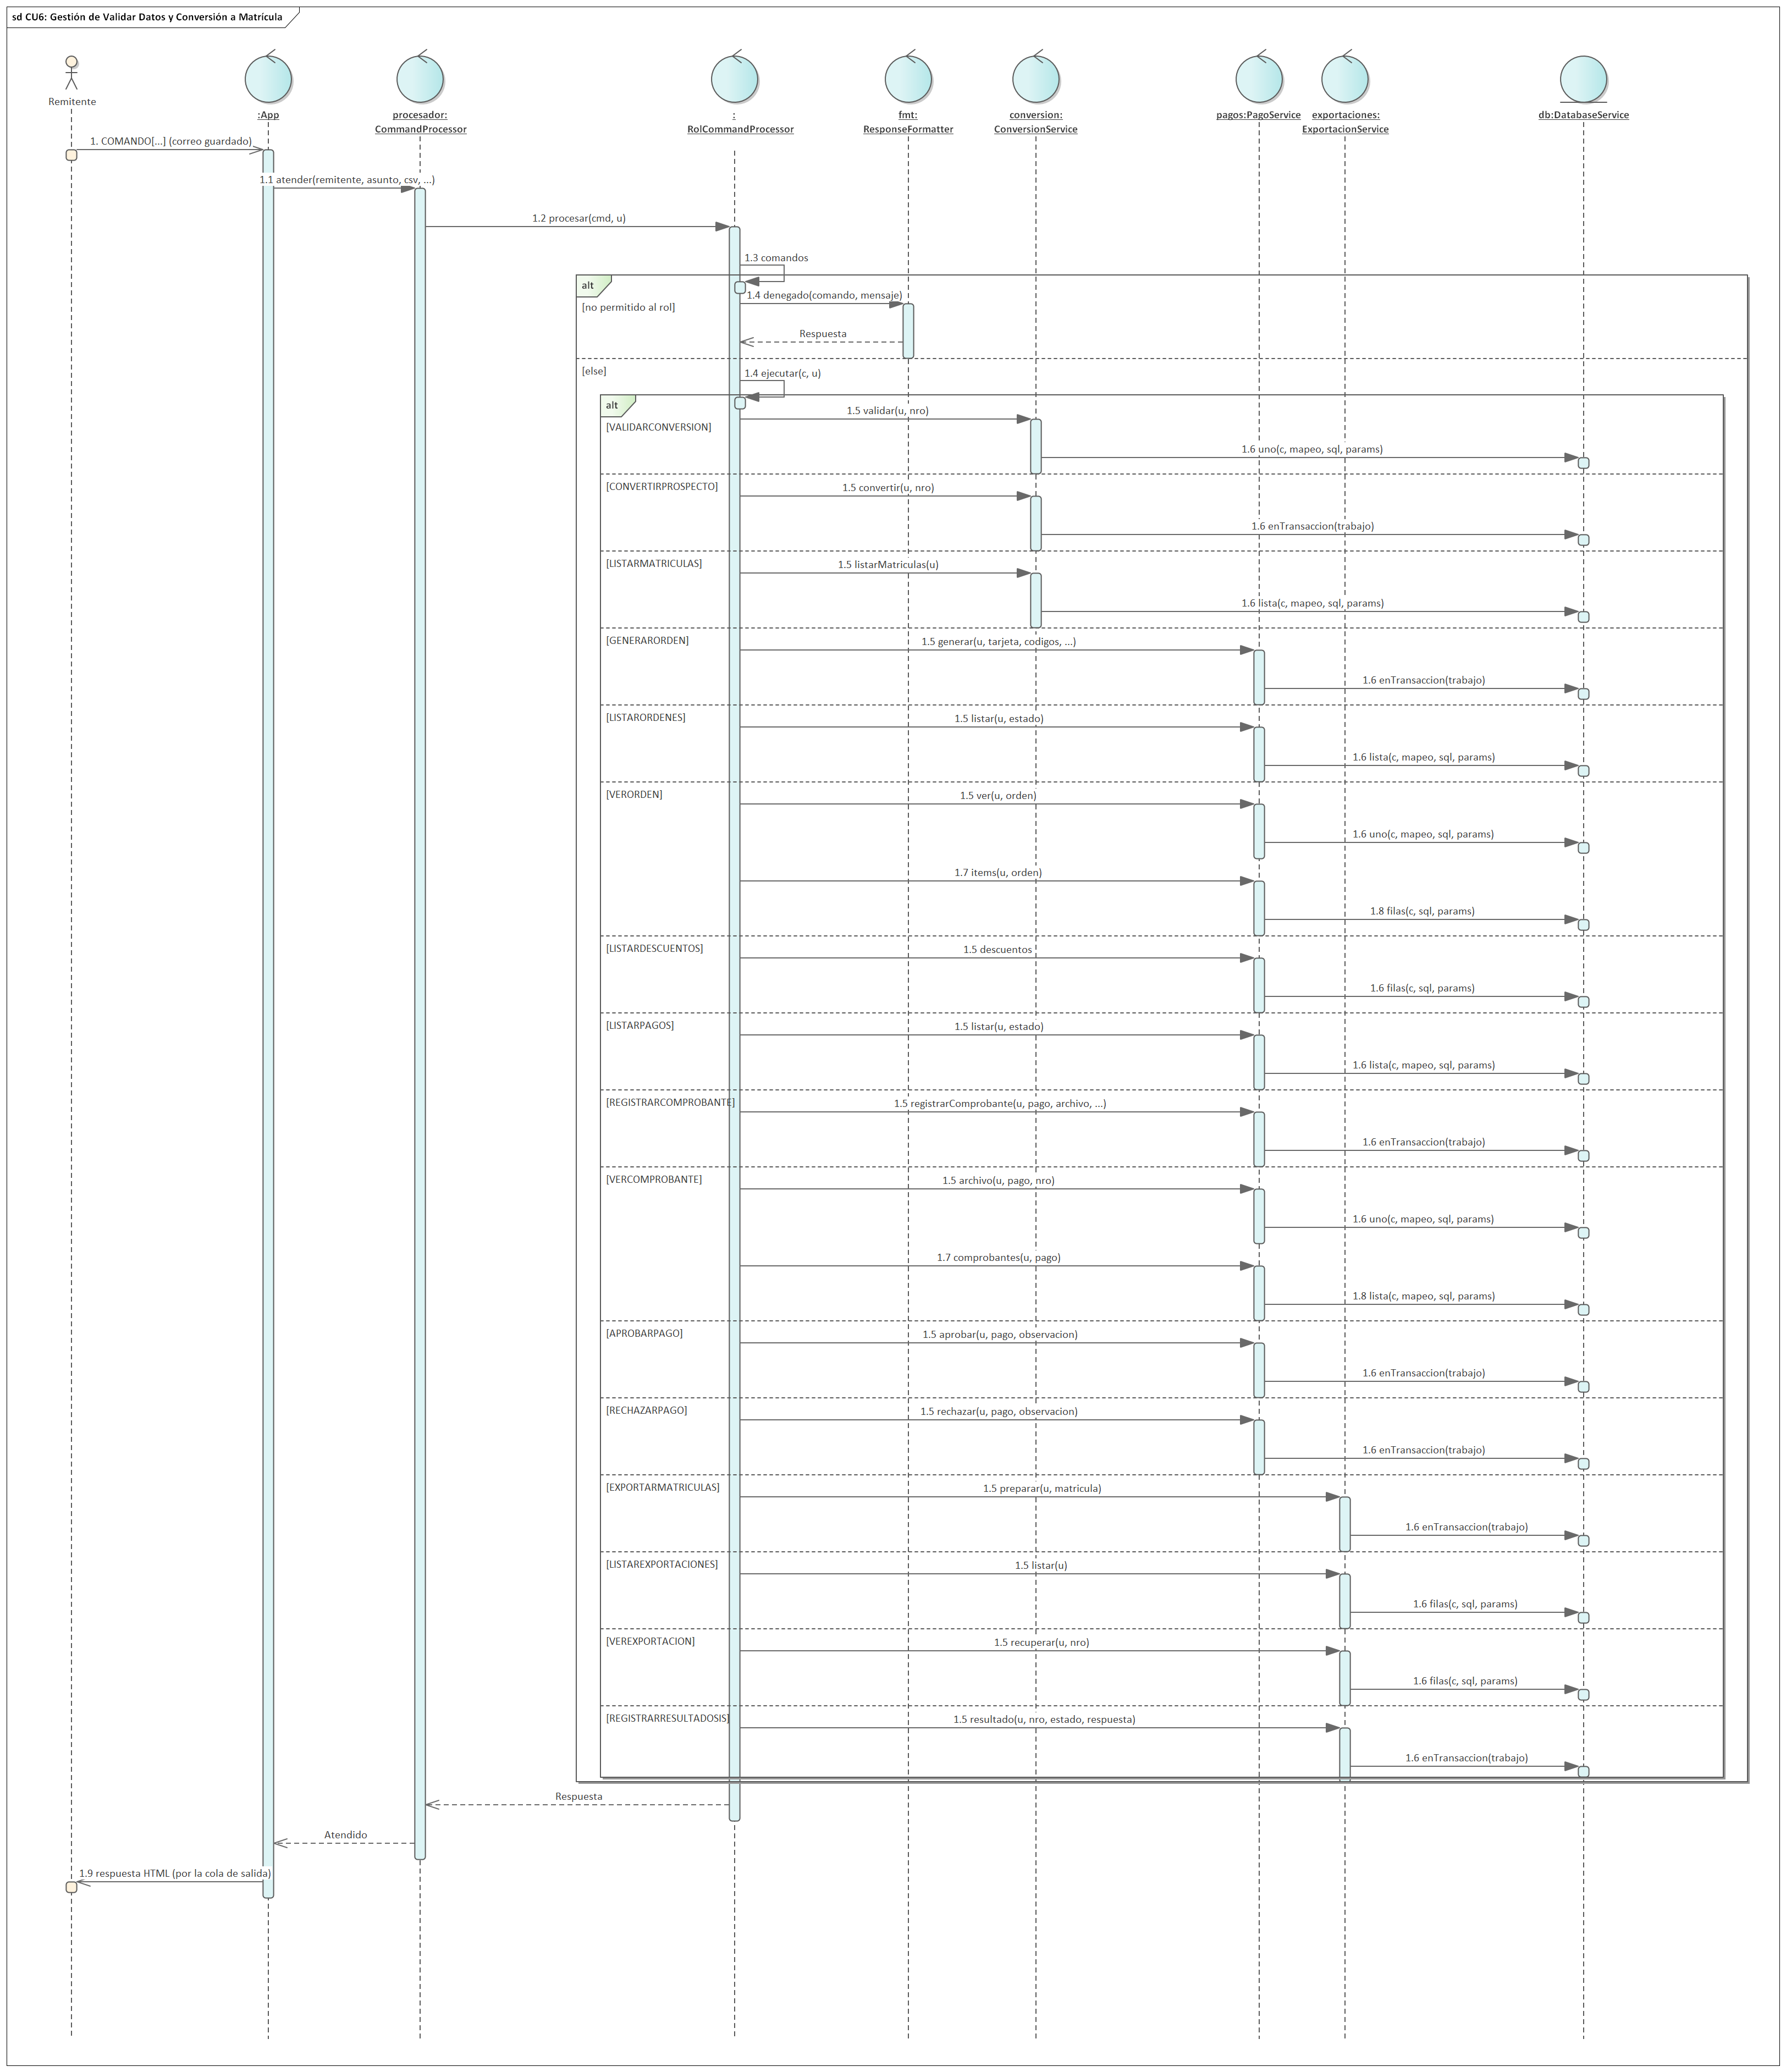 sd CU6: Gestión de Validar Datos y Conversión a Matrícula
Remitente
:App
procesador:
CommandProcessor
:
RolCommandProcessor
fmt:
ResponseFormatter
conversion:
ConversionService
pagos:PagoService
exportaciones:
ExportacionService
db:DatabaseService
1. COMANDO[...] (correo guardado)
1.1 atender(remitente, asunto, csv, ...)
1.2 procesar(cmd, u)
1.3 comandos
alt
1.4 denegado(comando, mensaje)
[no permitido al rol]
Respuesta
[else]
1.4 ejecutar(c, u)
alt
1.5 validar(u, nro)
[VALIDARCONVERSION]
1.6 uno(c, mapeo, sql, params)
[CONVERTIRPROSPECTO]
1.5 convertir(u, nro)
1.6 enTransaccion(trabajo)
[LISTARMATRICULAS]
1.5 listarMatriculas(u)
1.6 lista(c, mapeo, sql, params)
[GENERARORDEN]
1.5 generar(u, tarjeta, codigos, ...)
1.6 enTransaccion(trabajo)
[LISTARORDENES]
1.5 listar(u, estado)
1.6 lista(c, mapeo, sql, params)
[VERORDEN]
1.5 ver(u, orden)
1.6 uno(c, mapeo, sql, params)
1.7 items(u, orden)
1.8 filas(c, sql, params)
[LISTARDESCUENTOS]
1.5 descuentos
1.6 filas(c, sql, params)
[LISTARPAGOS]
1.5 listar(u, estado)
1.6 lista(c, mapeo, sql, params)
[REGISTRARCOMPROBANTE]
1.5 registrarComprobante(u, pago, archivo, ...)
1.6 enTransaccion(trabajo)
[VERCOMPROBANTE]
1.5 archivo(u, pago, nro)
1.6 uno(c, mapeo, sql, params)
1.7 comprobantes(u, pago)
1.8 lista(c, mapeo, sql, params)
[APROBARPAGO]
1.5 aprobar(u, pago, observacion)
1.6 enTransaccion(trabajo)
[RECHAZARPAGO]
1.5 rechazar(u, pago, observacion)
1.6 enTransaccion(trabajo)
[EXPORTARMATRICULAS]
1.5 preparar(u, matricula)
1.6 enTransaccion(trabajo)
[LISTAREXPORTACIONES]
1.5 listar(u)
1.6 filas(c, sql, params)
[VEREXPORTACION]
1.5 recuperar(u, nro)
1.6 filas(c, sql, params)
[REGISTRARRESULTADOSIS]
1.5 resultado(u, nro, estado, respuesta)
1.6 enTransaccion(trabajo)
Respuesta
Atendido
1.9 respuesta HTML (por la cola de salida)